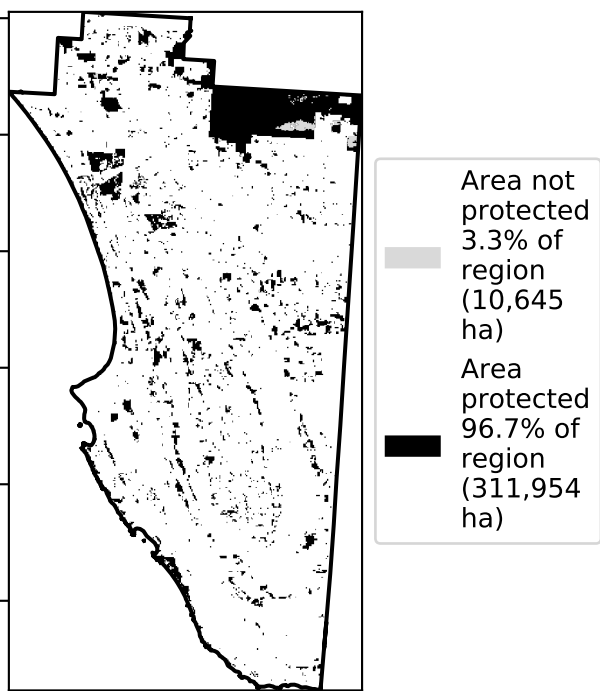 Area not
protected
3.3% of
region
(10,645
ha)
Area
protected
96.7% of
region
(311,954
ha)